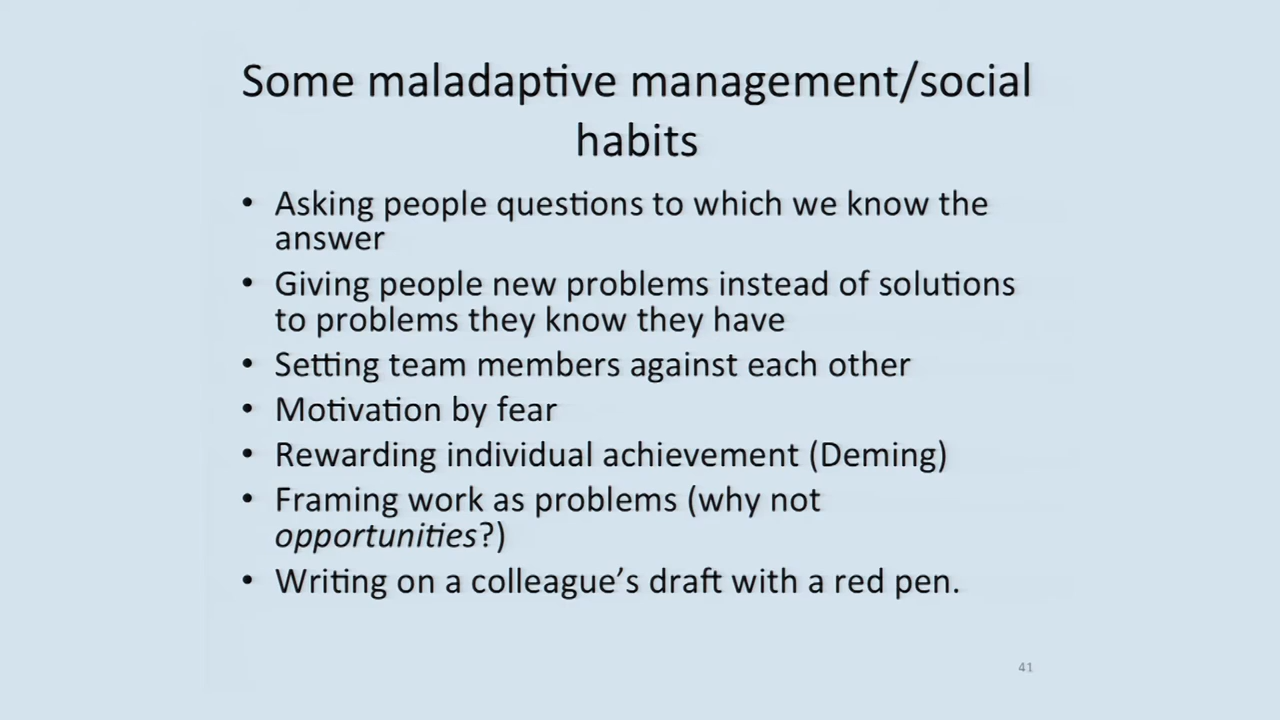 Some maladaptive management/social
habits
• Asking people questions to which we know the
answer
• Giving people new problems instead of solutions
to problems they know they have
• Setting team members against each other
• Motivation by fear
• Rewarding individual achievement (Deming)
• Framing work as problems (why not
opportunities?)
• Writing on a colleague’s draft with a red pen.
41